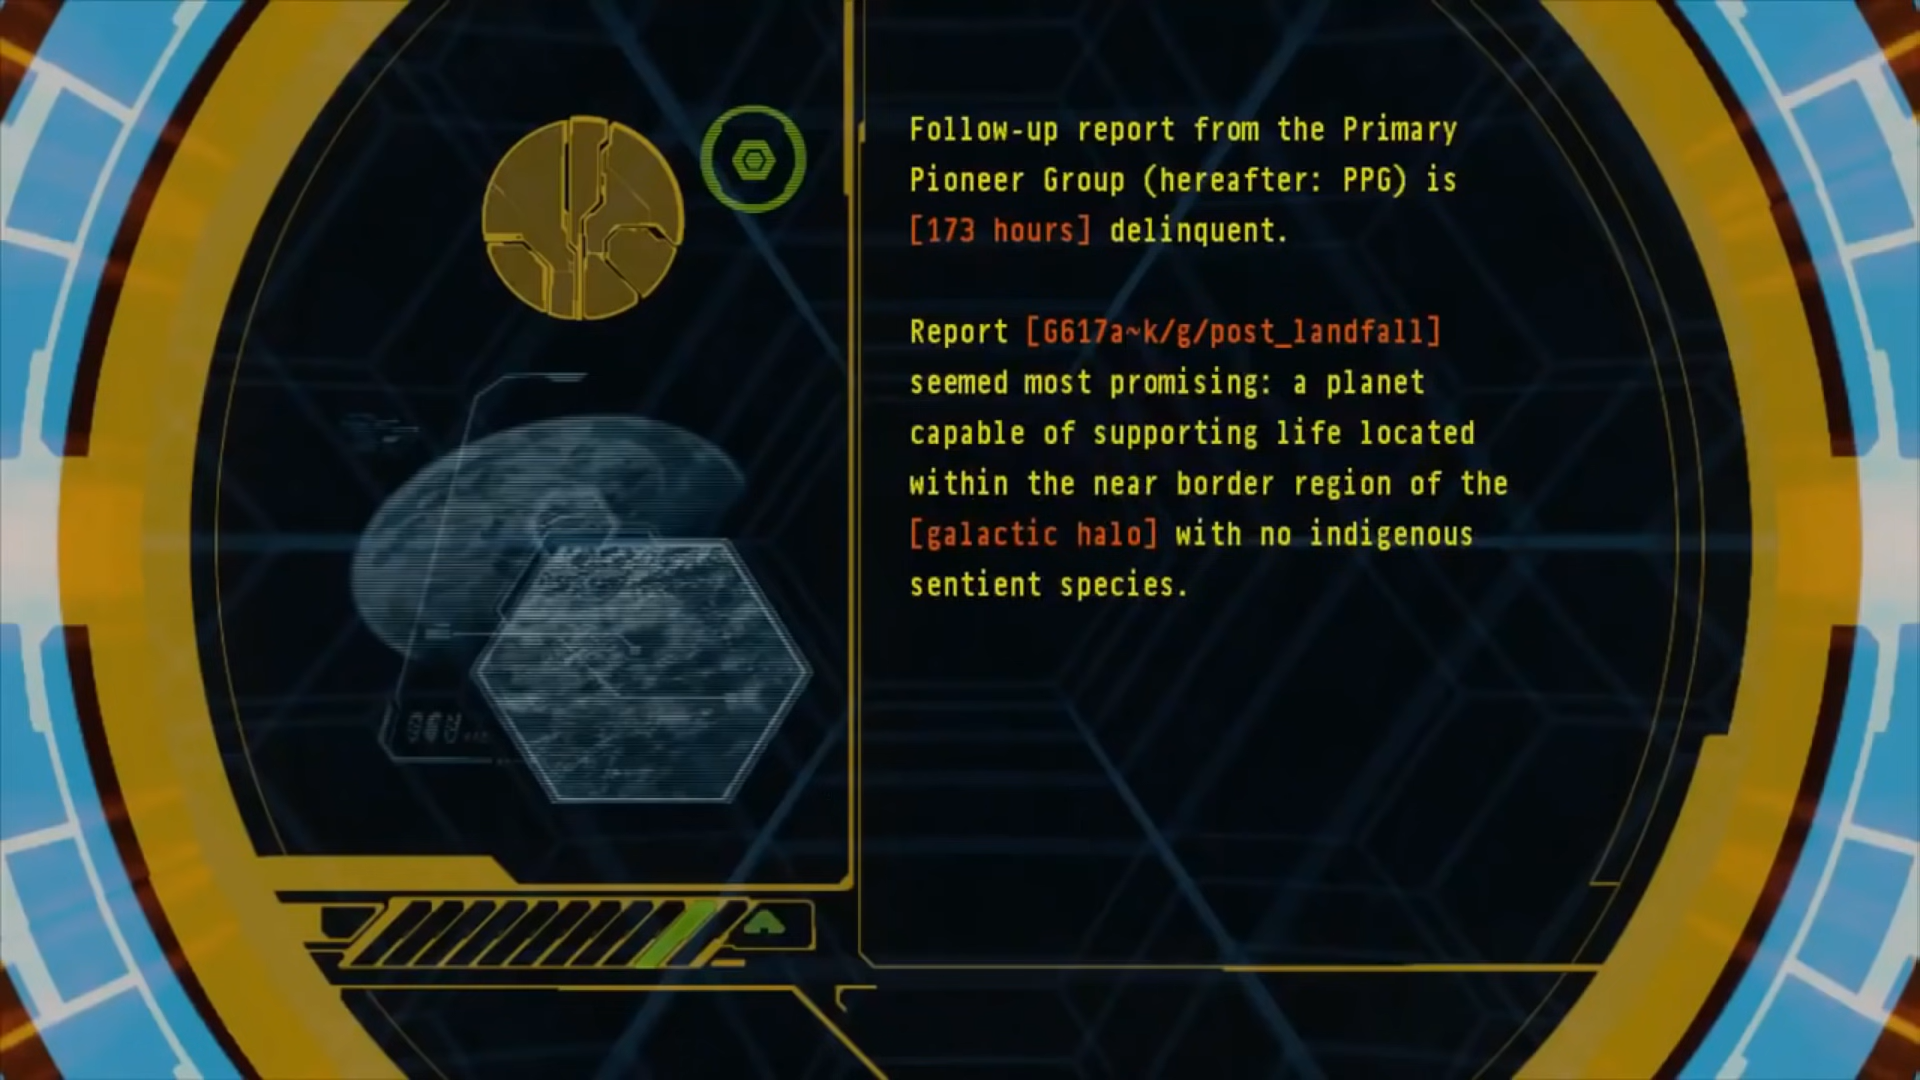 Follow-up report from the Primary
Pioneer Group (hereafter: PPG) is
[173 hours] delinquent.
Report [G617a~k/g/post_landfall]
seemed most promising: a planet
capable of supporting life located
within the near border region of the
[galactic halo] with no indigenous
sentient species.